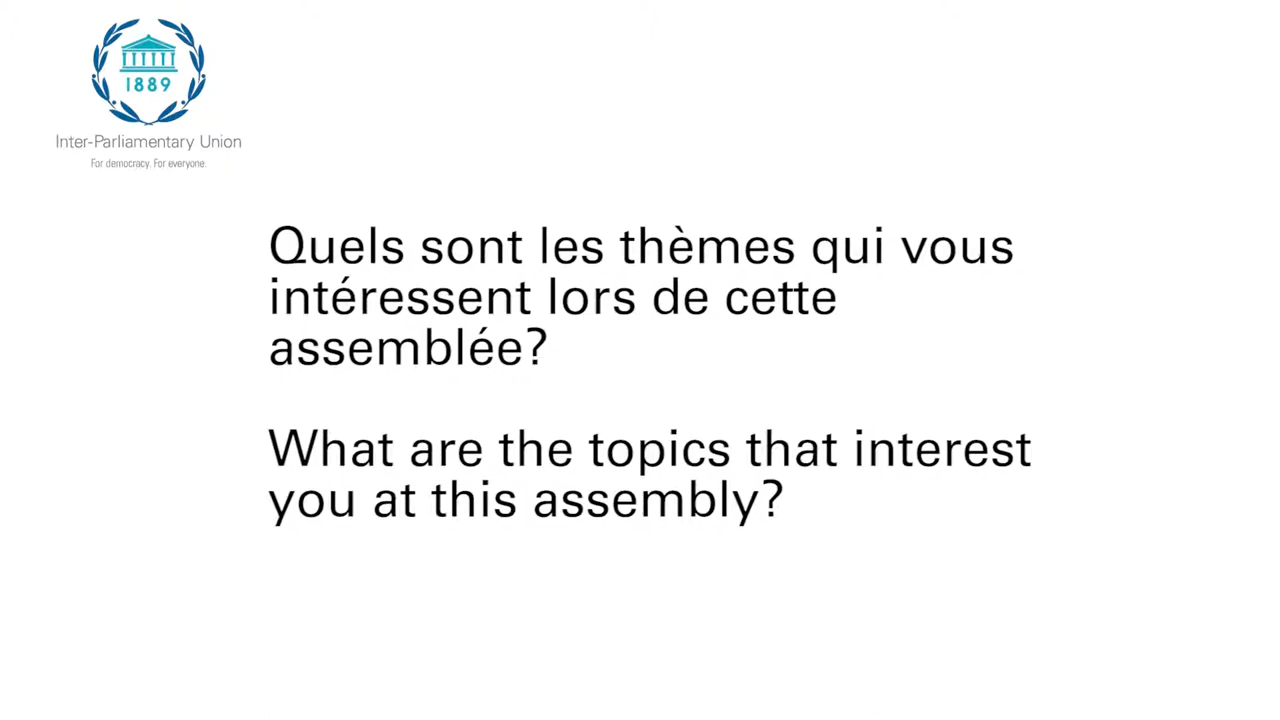 1889
Inter-Parliamentary Union
For democracy. For everyone.
Quels sont les thèmes qui vous
intéressent lors de cette
assemblée?
What are the topics that interest
you at this assembly?